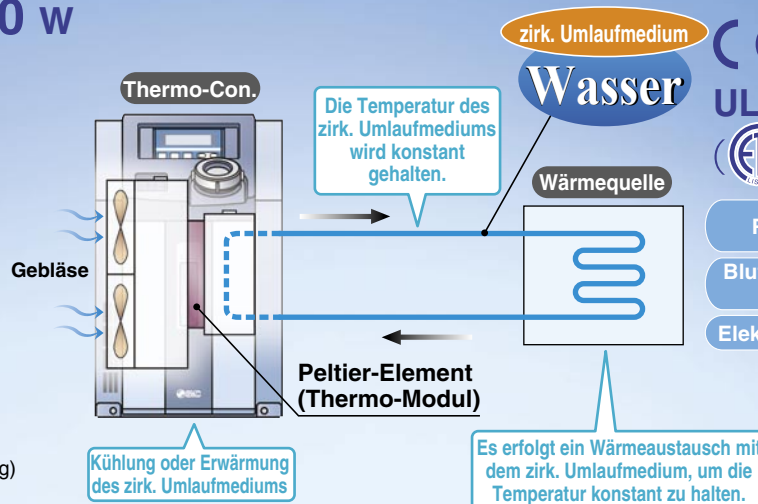 0 W
zirk. Umlaufmedium
Wasser
UL
Thermo-Con.
Die Temperatur des
zirk. Umlaufmediums
wird konstant
gehalten.
Wärmequelle
Gebläse
Peltier-Element
(Thermo-Modul)
Kühlung oder Erwärmung
des zirk. Umlaufmediums
Es erfolgt ein Wärmeaustausch mit
dem zirk. Umlaufmedium, um die
Temperatur konstant zu halten.